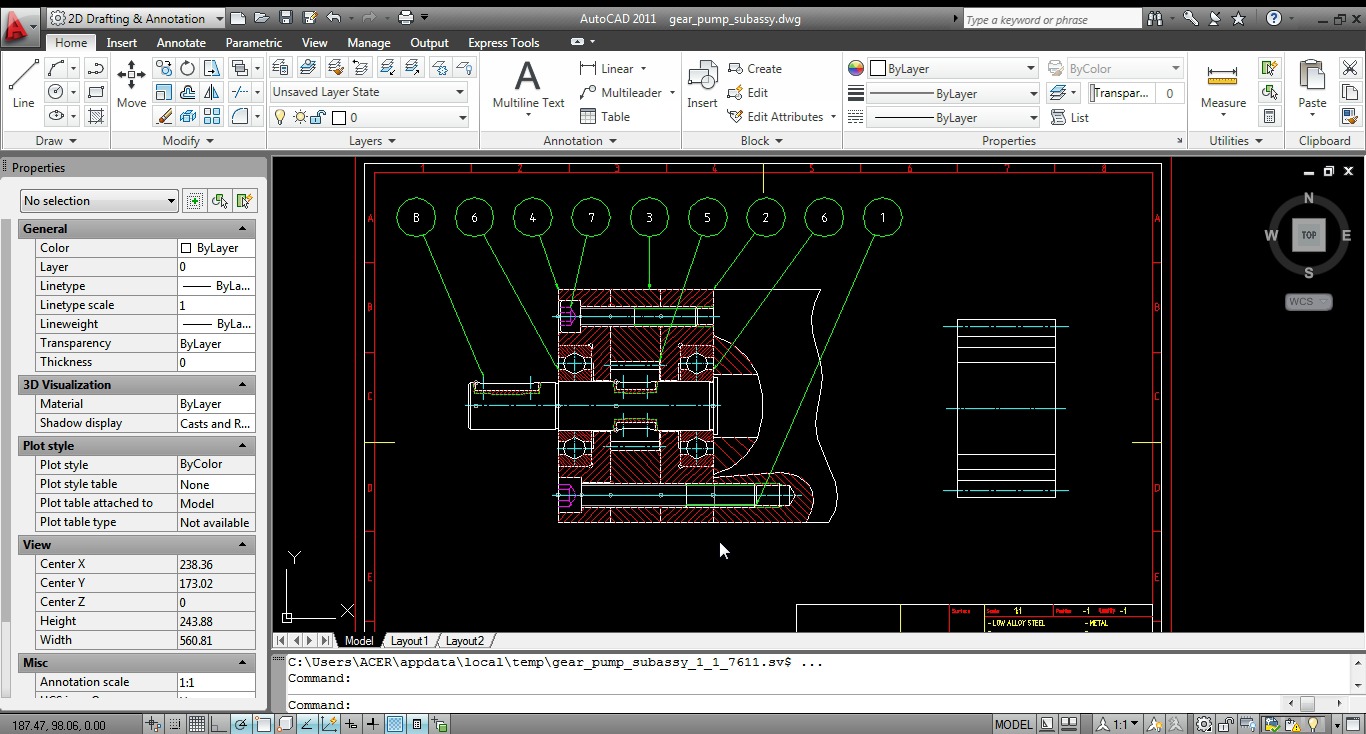 2D Drafting & Annotation
AutoCAD 2011 gear_pump_subassy.dwg
Type a keyword or phrase
Home Insert Annotate Parametric View Manage Output Express Tools
Line
Move
Unsaved Layer State
0
Multiline Text
Linear
Multileader
Table
Insert
Create
Edit
Edit Attributes
ByLayer
ByLayer
ByLayer
ByColor
Transpar... 0
List
Measure
Paste
Draw Modify Layers Annotation Block Properties Utilities Clipboard
Properties
No selection
General
Color ByLayer
Layer 0
Linetype ByLa...
Linetype scale 1
Lineweight ByLa...
Transparency ByLayer
Thickness 0
3D Visualization
Material ByLayer
Shadow display Casts and R...
Plot style
Plot style ByColor
Plot style table None
Plot table attached to Model
Plot table type Not available
View
Center X 238.36
Center Y 173.02
Center Z 0
Height 243.88
Width 560.81
Misc
Annotation scale 1:1
1 2 3 4 5 6 7 8
A A
B B
C C
D D
E E
8 6 4 7 3 5 2 6 1
N
W TOP E
S
WCS
Y
X
Surface Scale 1:1 -1 -1
- LOW ALLOY STEEL - METAL
Model Layout1 Layout2
C:\Users\ACER\appdata\local\temp\gear_pump_subassy_1_1_7611.sv$ ...
Command:
Command:
187.47, 98.06, 0.00
MODEL 1:1